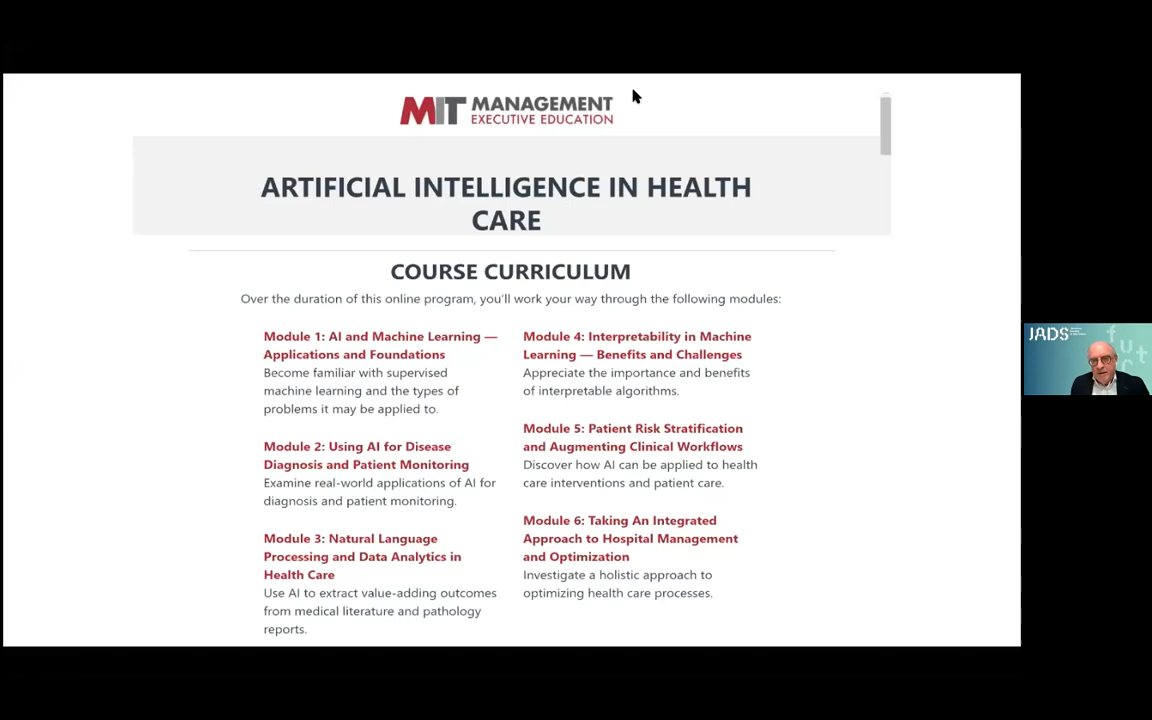 MIT MANAGEMENT
EXECUTIVE EDUCATION
ARTIFICIAL INTELLIGENCE IN HEALTH
CARE
COURSE CURRICULUM
Over the duration of this online program, you'll work your way through the following modules:
Module 1: AI and Machine Learning —
Applications and Foundations
Become familiar with supervised
machine learning and the types of
problems it may be applied to.
Module 2: Using AI for Disease
Diagnosis and Patient Monitoring
Examine real-world applications of AI for
diagnosis and patient monitoring.
Module 3: Natural Language
Processing and Data Analytics in
Health Care
Use AI to extract value-adding outcomes
from medical literature and pathology
reports.
Module 4: Interpretability in Machine
Learning — Benefits and Challenges
Appreciate the importance and benefits
of interpretable algorithms.
Module 5: Patient Risk Stratification
and Augmenting Clinical Workflows
Discover how AI can be applied to health
care interventions and patient care.
Module 6: Taking An Integrated
Approach to Hospital Management
and Optimization
Investigate a holistic approach to
optimizing health care processes.
JADS